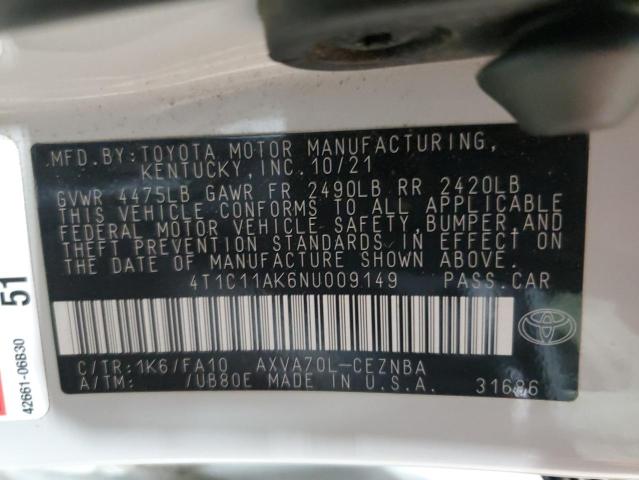 MFD.BY:TOYOTA MOTOR MANUFACTURING,
KENTUCKY,INC.10/21
GVWR 4475LB GAWR FR 2490LB RR 2420LB
THIS VEHICLE CONFORMS TO ALL APPLICABLE
FEDERAL MOTOR VEHICLE SAFETY,BUMPER,AND
THEFT PREVENTION STANDARDS IN EFFECT ON
THE DATE OF MANUFACTURE SHOWN ABOVE.
4T1C11AK6NU009149 PASS.CAR
C/TR:1K6/FA10 AXVA70L-CEZNBA
A/TM: /UB80E MADE IN U.S.A. 31686
51
42661-06B30